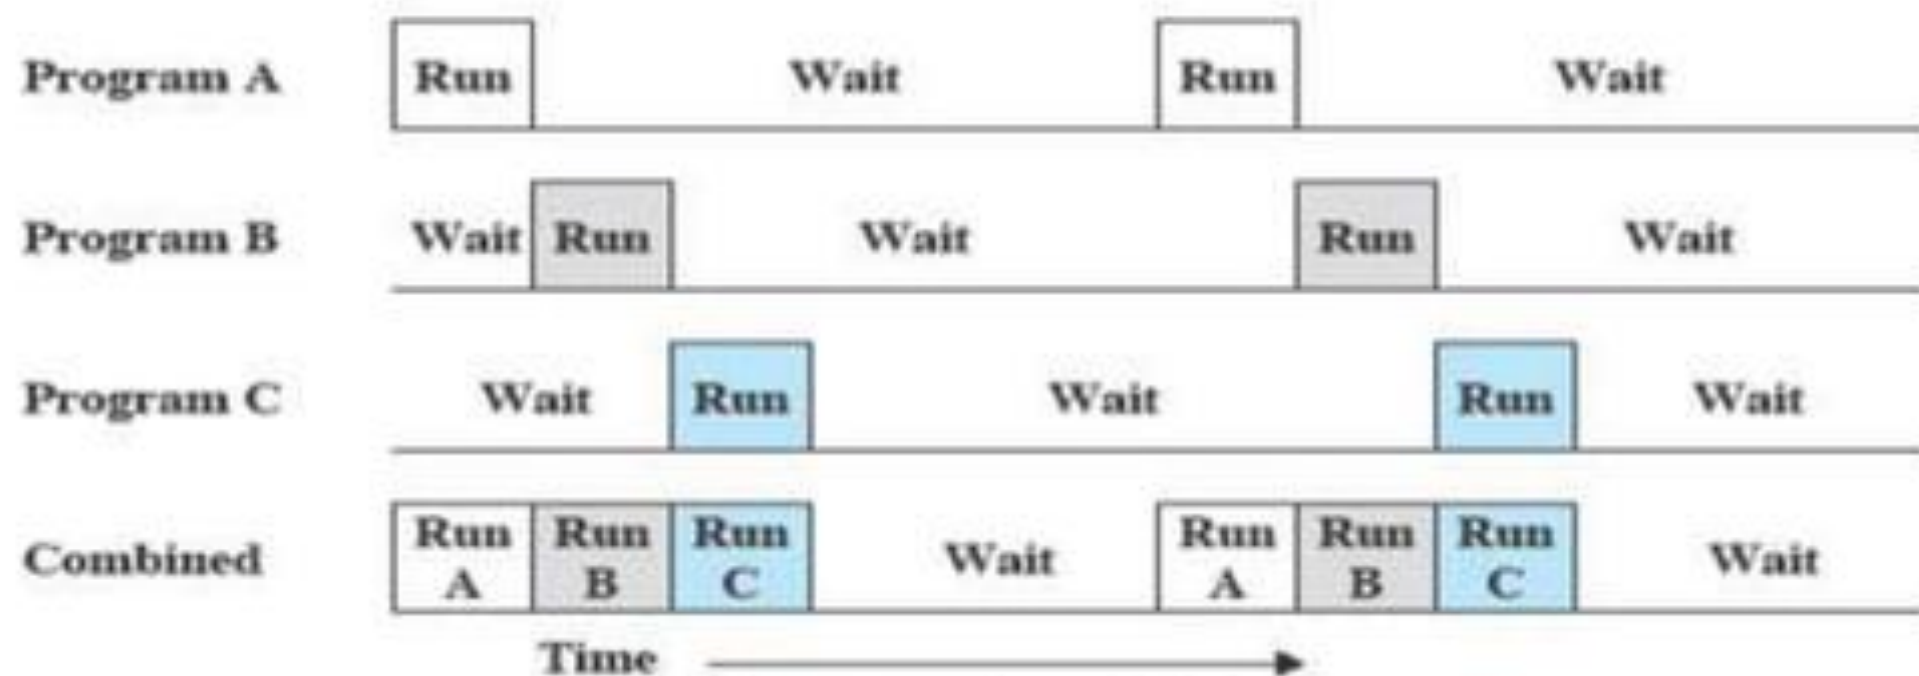 Program A Run Wait Run Wait
Program B Wait Run Wait Run Wait
Program C Wait Run Wait Run Wait
Combined Run A Run B Run C Wait Run A Run B Run C Wait
Time